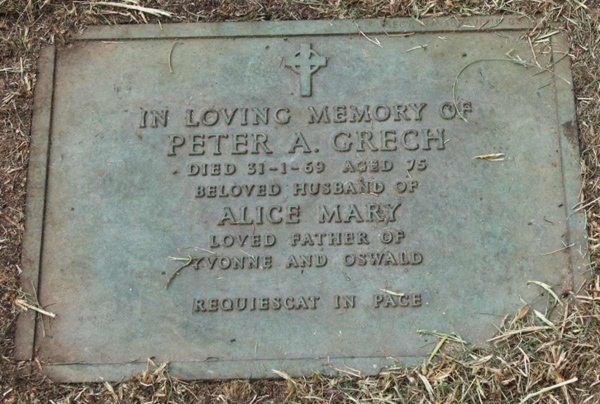 IN LOVING MEMORY OF
PETER A. GRECH
DIED 31-1-69 AGED 75
BELOVED HUSBAND OF
ALICE MARY
LOVED FATHER OF
YVONNE AND OSWALD
REQUIESCAT IN PACE